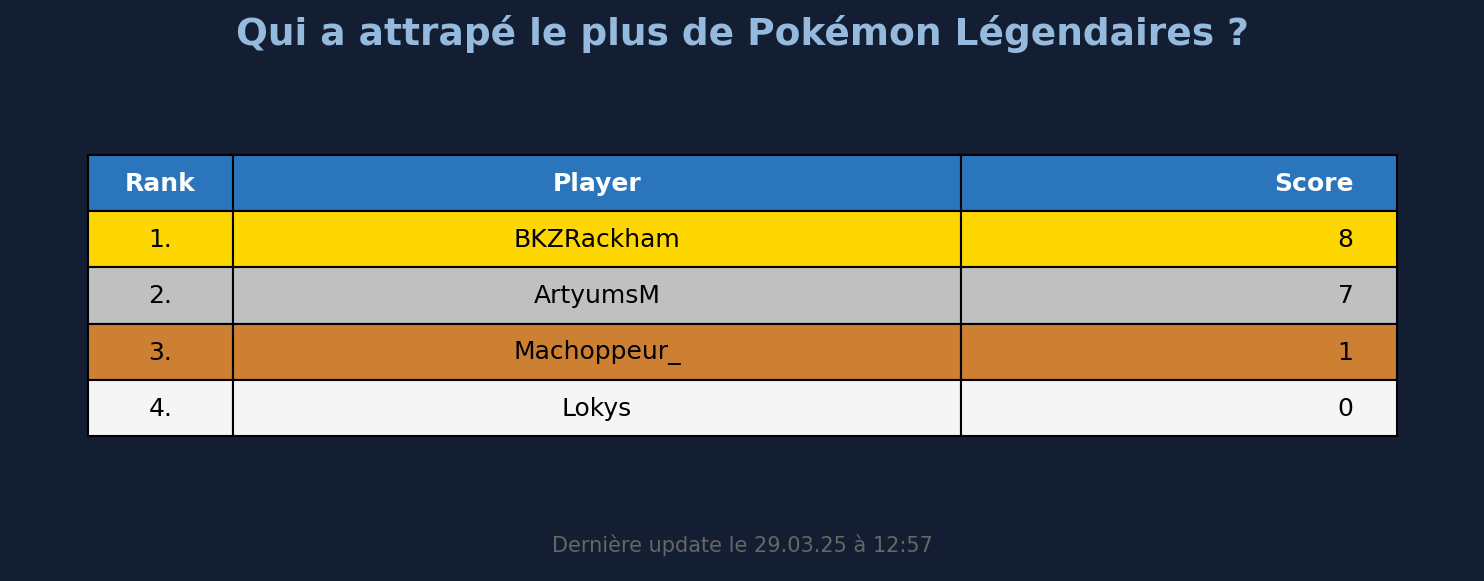 Qui a attrapé le plus de Pokémon Légendaires ?
Rank Player Score
1. BKZRackham 8
2. ArtyumsM 7
3. Machoppeur_ 1
4. Lokys 0
Dernière update le 29.03.25 à 12:57